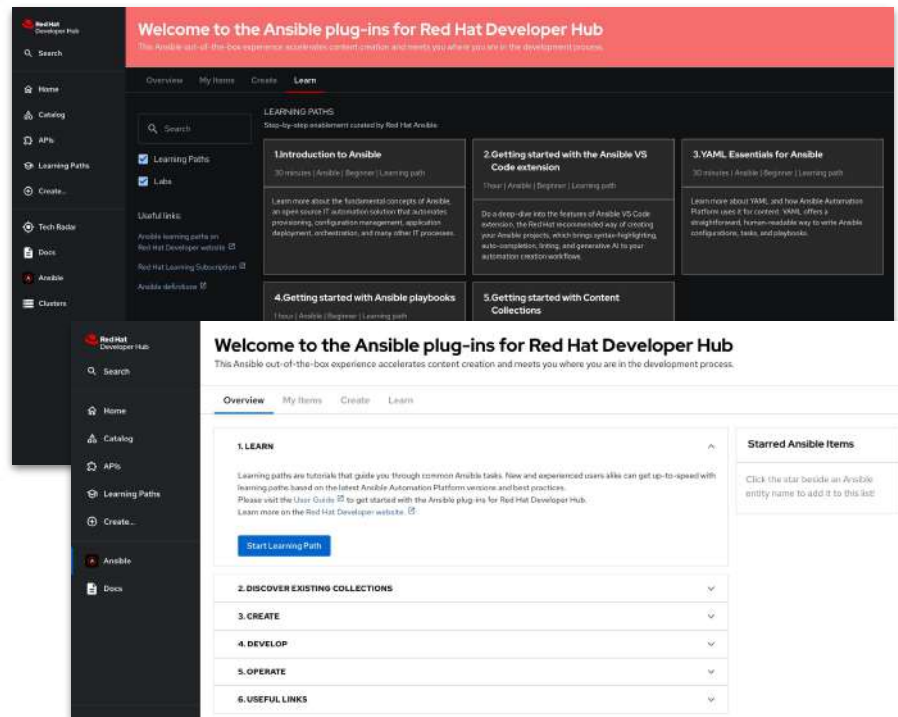 Red Hat
Developer Hub
Search
Home
Catalog
APIs
Learning Paths
Create...
Tech Radar
Docs
Ansible
Clusters
Welcome to the Ansible plug-ins for Red Hat Developer Hub
This Ansible out-of-the-box experience accelerates content creation and meets you where you are in the development process.
Overview My Items Create Learn
Search
Learning Paths
Labs
Useful links:
Ansible learning paths on
Red Hat Developer website
Red Hat Learning Subscription
Ansible definitions
LEARNING PATHS
Step-by-step enablement curated by Red Hat Ansible
1.Introduction to Ansible
30 minutes | Ansible | Beginner | Learning path
Learn more about the fundamental concepts of Ansible,
an open source IT automation solution that automates
provisioning, configuration management, application
deployment, orchestration, and many other IT processes.
2.Getting started with the Ansible VS
Code extension
1 hour | Ansible | Beginner | Learning path
Do a deep-dive into the features of Ansible VS Code
extension, the Red Hat recommended way of creating
your Ansible projects, which brings syntax-highlighting,
auto-completion, linting, and generative AI to your
automation creation workflows.
3.YAML Essentials for Ansible
30 minutes | Ansible | Beginner | Learning path
Learn more about YAML, and how Ansible Automation
Platform uses it for content. YAML offers a
straightforward, human-readable way to write Ansible
configurations, tasks, and playbooks.
4.Getting started with Ansible playbooks
1 hour | Ansible | Beginner | Learning path
5.Getting started with Content
Collections
Red Hat
Developer Hub
Search
Home
Catalog
APIs
Learning Paths
Create...
Ansible
Docs
Welcome to the Ansible plug-ins for Red Hat Developer Hub
This Ansible out-of-the-box experience accelerates content creation and meets you where you are in the development process.
Overview My Items Create Learn
1. LEARN
Learning paths are tutorials that guide you through common Ansible tasks. New and experienced users alike can get up-to-speed with
learning paths based on the latest Ansible Automation Platform versions and best practices.
Please visit the User Guide to get started with the Ansible plug-ins for Red Hat Developer Hub.
Learn more on the Red Hat Developer website.
Start Learning Path
2. DISCOVER EXISTING COLLECTIONS
3. CREATE
4. DEVELOP
5. OPERATE
6. USEFUL LINKS
Starred Ansible Items
Click the star beside an Ansible
entity name to add it to this list!